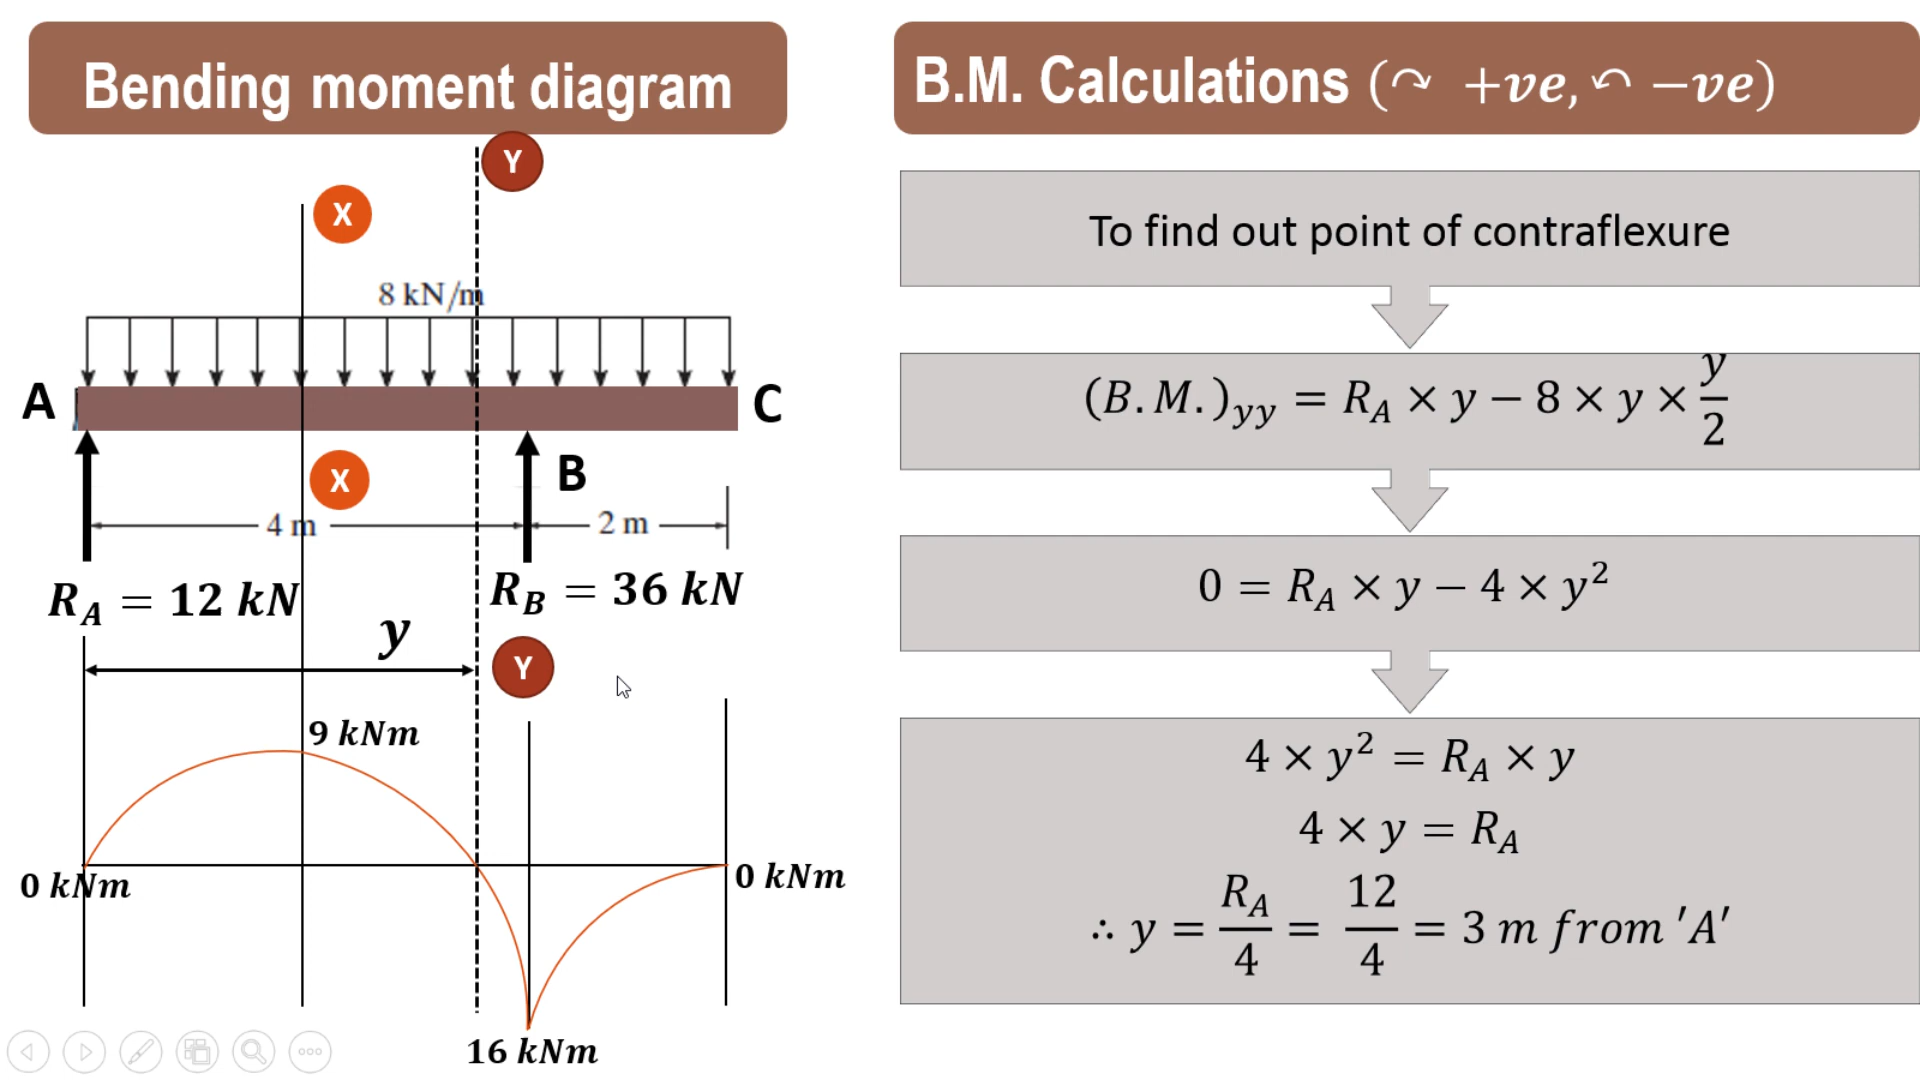 Bending moment diagram
Y
X
8 kN/m
A
C
X
B
4 m
2 m
R_A = 12 kN
R_B = 36 kN
y
Y
9 kNm
0 kNm
0 kNm
16 kNm
B.M. Calculations (↷ +ve, ↶ −ve)
To find out point of contraflexure
(B.M.)_yy = R_A × y − 8 × y × y/2
0 = R_A × y − 4 × y²
4 × y² = R_A × y
4 × y = R_A
∴ y = R_A/4 = 12/4 = 3 m from 'A'